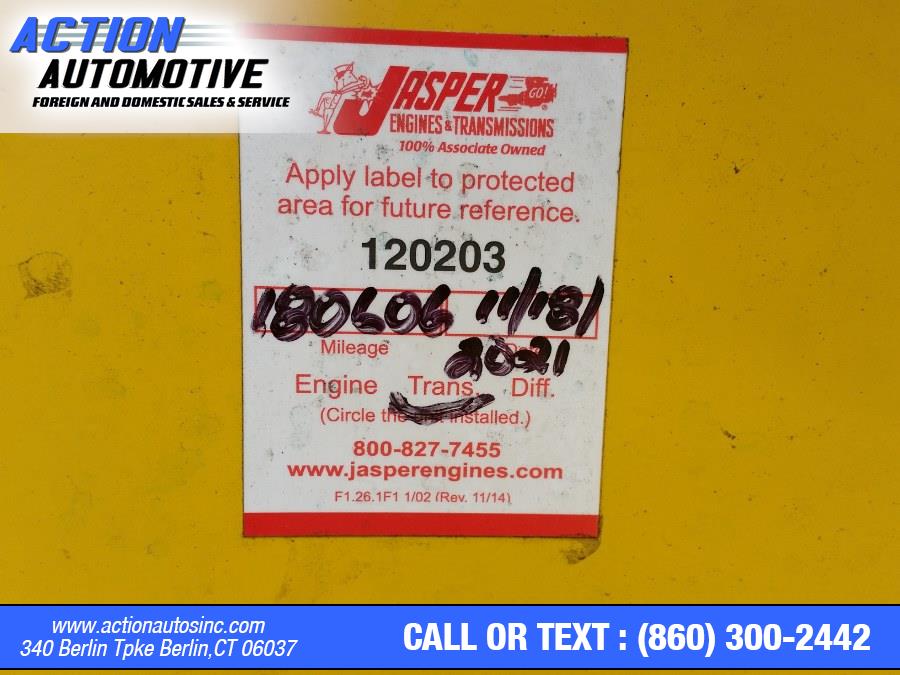 ACTION
AUTOMOTIVE
FOREIGN AND DOMESTIC SALES & SERVICE
JASPER GO!
ENGINES & TRANSMISSIONS
100% Associate Owned
Apply label to protected
area for future reference.
120203
180606 11/18/
2021
Mileage
Engine Trans. Diff.
(Circle the installed.)
800-827-7455
www.jasperengines.com
F1.26.1F1 1/02 (Rev. 11/14)
www.actionautosinc.com
340 Berlin Tpke Berlin,CT 06037
CALL OR TEXT : (860) 300-2442